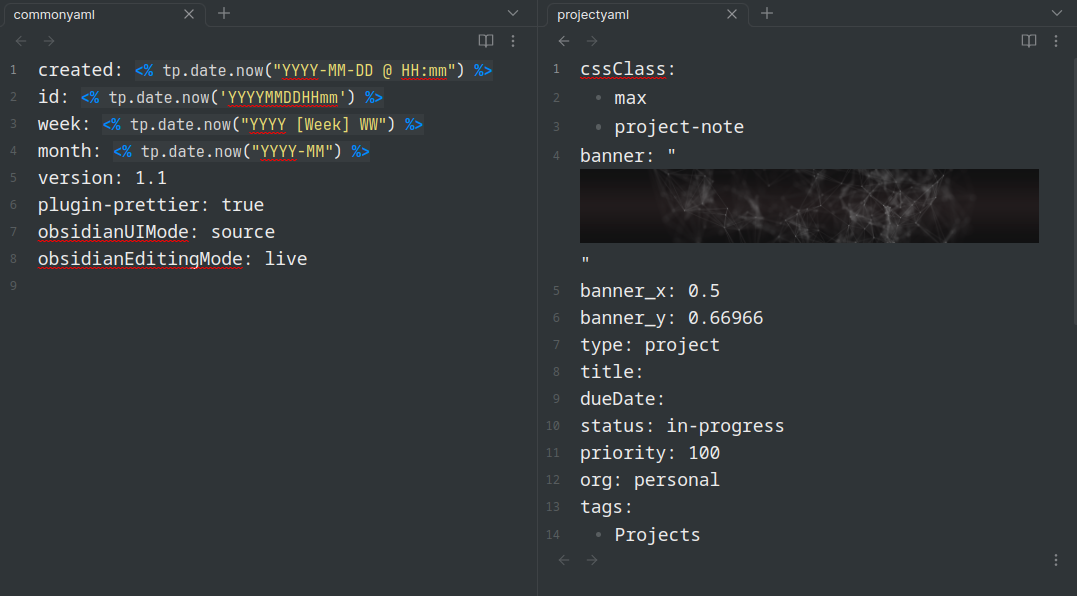 commonyaml
1 created: <% tp.date.now("YYYY-MM-DD @ HH:mm") %>
2 id: <% tp.date.now('YYYYMMDDHHmm') %>
3 week: <% tp.date.now("YYYY [Week] WW") %>
4 month: <% tp.date.now("YYYY-MM") %>
5 version: 1.1
6 plugin-prettier: true
7 obsidianUIMode: source
8 obsidianEditingMode: live
9
projectyaml
1 cssClass:
2 • max
3 • project-note
4 banner: "
"
5 banner_x: 0.5
6 banner_y: 0.66966
7 type: project
8 title:
9 dueDate:
10 status: in-progress
11 priority: 100
12 org: personal
13 tags:
14 • Projects